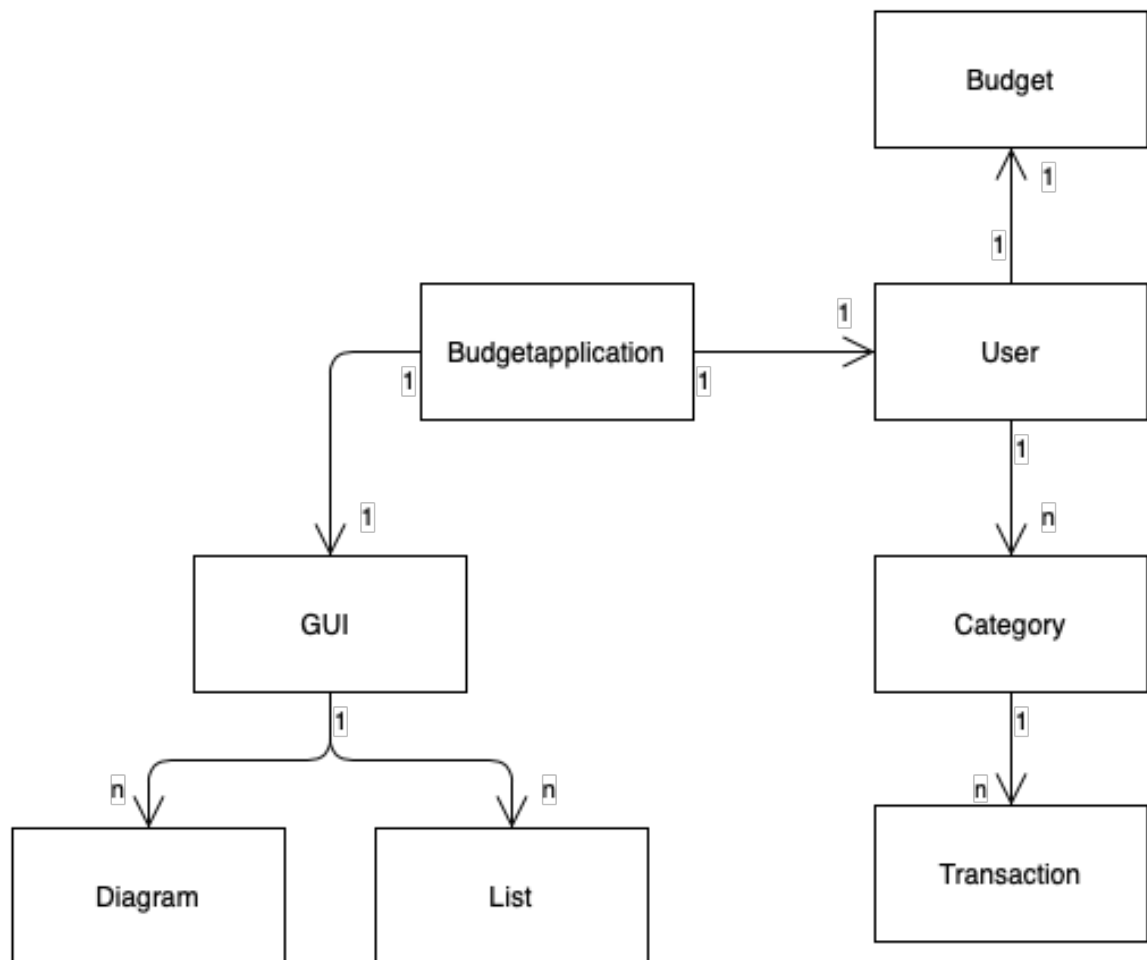 Budget
1
1
1
Budgetapplication
User
1
1
1
1
n
GUI
Category
1
1
n
n
n
Transaction
Diagram
List